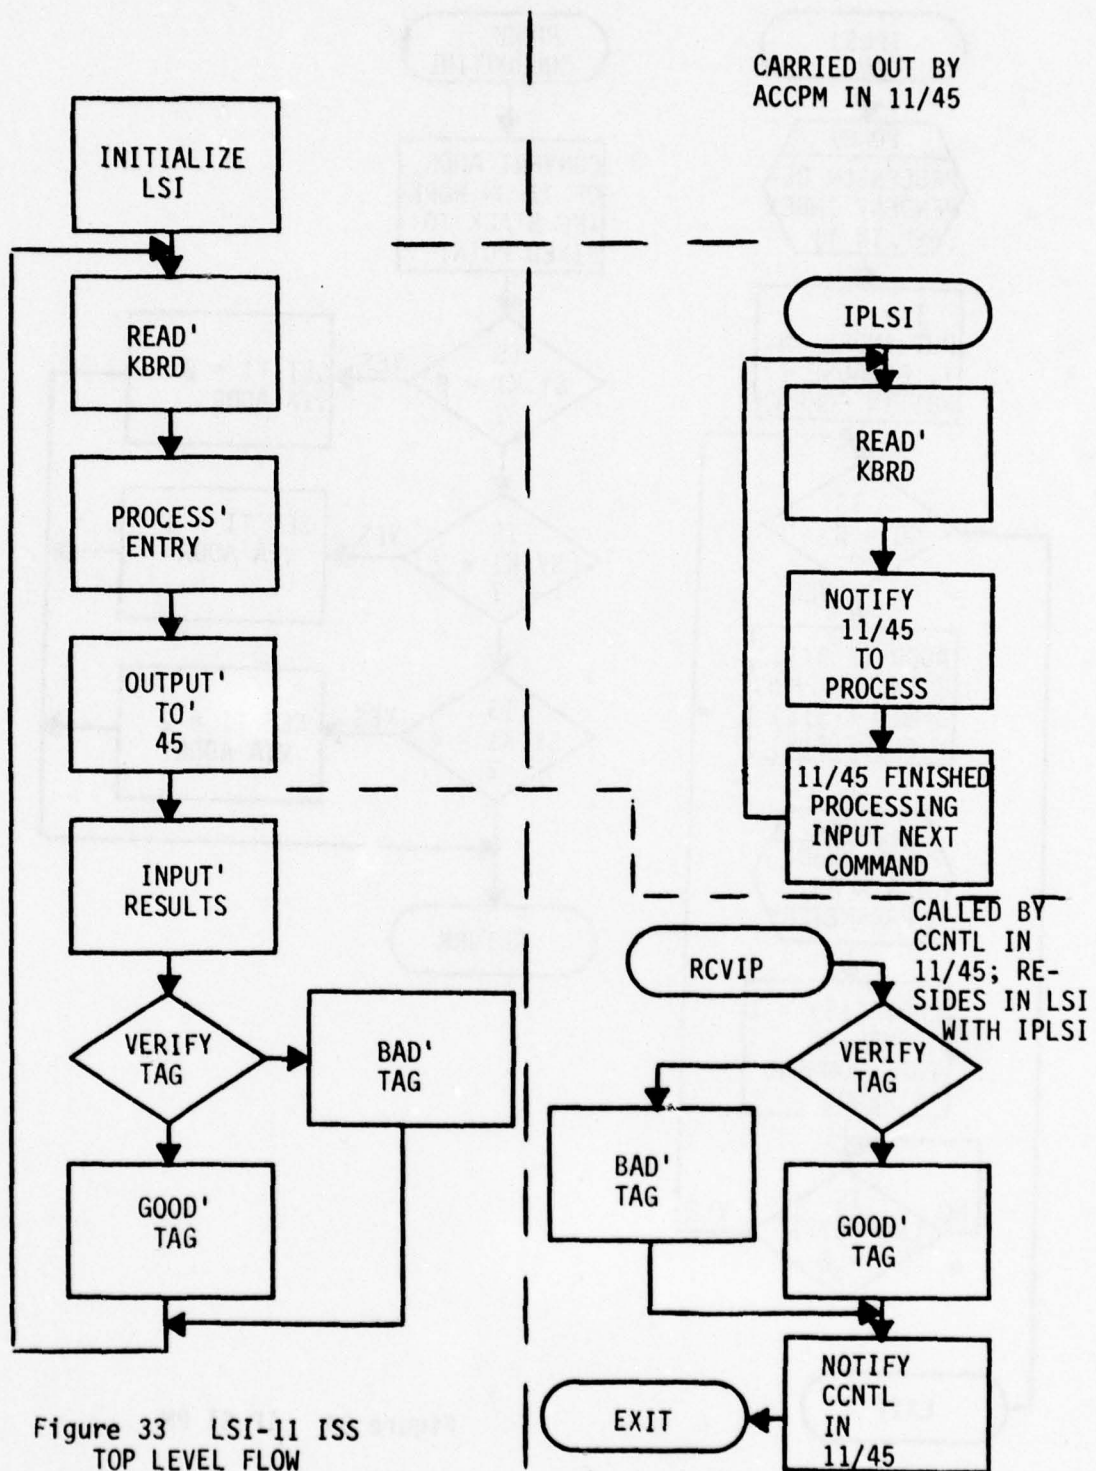 CARRIED OUT BY
ACCPM IN 11/45
INITIALIZE
LSI
READ'
KBRD
PROCESS'
ENTRY
OUTPUT'
TO'
45
INPUT'
RESULTS
VERIFY
TAG
BAD'
TAG
GOOD'
TAG
IPLSI
READ'
KBRD
NOTIFY
11/45
TO
PROCESS
11/45 FINISHED
PROCESSING
INPUT NEXT
COMMAND
CALLED BY
CCNTL IN
11/45; RE-
SIDES IN LSI
WITH IPLSI
RCVIP
VERIFY
TAG
BAD'
TAG
GOOD'
TAG
NOTIFY
CCNTL
IN
11/45
EXIT
Figure 33 LSI-11 ISS
TOP LEVEL FLOW